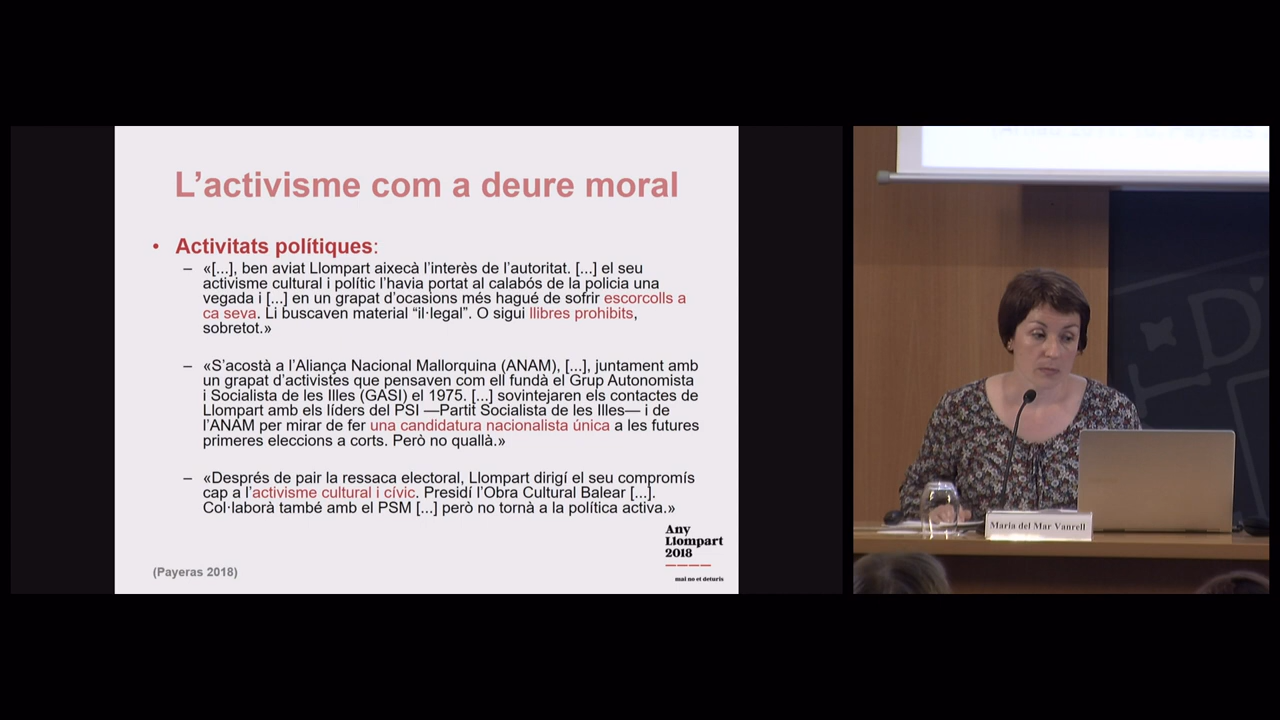 L’activisme com a deure moral
• Activitats polítiques:
– «[...], ben aviat Llompart aixecà l’interès de l’autoritat. [...] el seu
activisme cultural i polític l’havia portat al calabós de la policia una
vegada i [...] en un grapat d’ocasions més hagué de sofrir escorcolls a
ca seva. Li buscaven material “il·legal”. O sigui llibres prohibits,
sobretot.»
– «S’acostà a l’Aliança Nacional Mallorquina (ANAM), [...], juntament amb
un grapat d’activistes que pensaven com ell fundà el Grup Autonomista
i Socialista de les Illes (GASI) el 1975. [...] sovintejaren els contactes de
Llompart amb els líders del PSI —Partit Socialista de les Illes— i de
l’ANAM per mirar de fer una candidatura nacionalista única a les futures
primeres eleccions a corts. Però no quallà.»
– «Després de pair la ressaca electoral, Llompart dirigí el seu compromís
cap a l’activisme cultural i cívic. Presidí l’Obra Cultural Balear [...].
Col·laborà també amb el PSM [...] però no tornà a la política activa.»
Any
Llompart
2018
mai no et deturis
(Payeras 2018)
Maria del Mar Vanrell